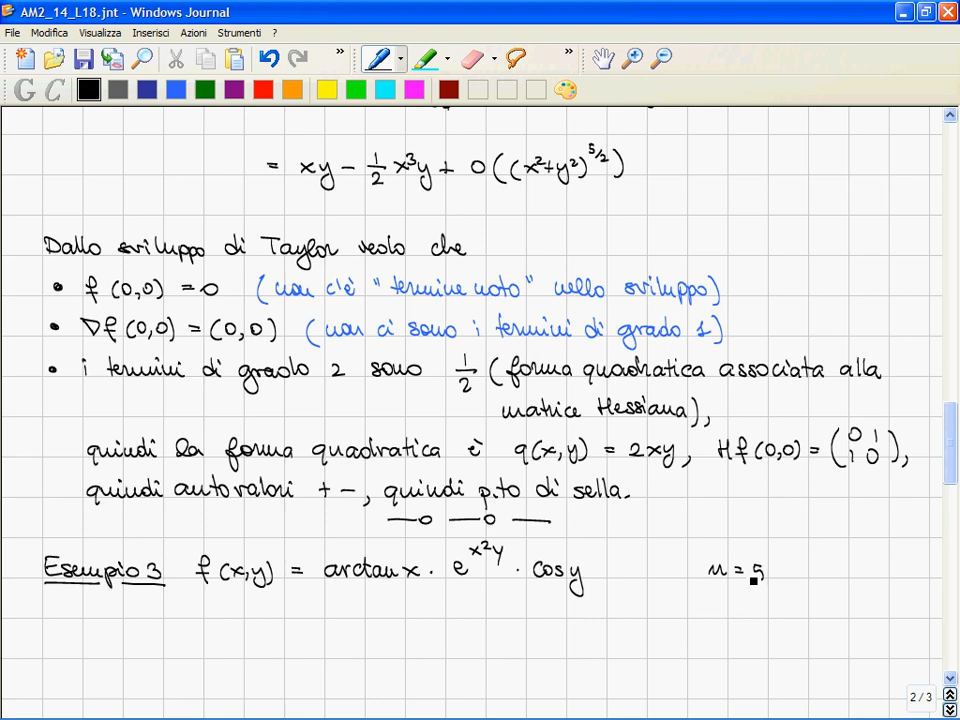 AM2_14_L18.jnt - Windows Journal
File Modifica Visualizza Inserisci Azioni Strumenti ?
= xy - 1/2 x³y + O((x²+y²)^5/2)
Dallo sviluppo di Taylor vedo che
• f(0,0) = 0 (non c'è "termine noto" nello sviluppo)
• ∇f(0,0) = (0,0) (non ci sono i termini di grado 1)
• i termini di grado 2 sono 1/2 (forma quadratica associata alla
matrice Hessiana),
quindi la forma quadratica è q(x,y) = 2xy, Hf(0,0) = (0 1
1 0),
quindi autovalori + -, quindi p.to di sella.
—o —o —
Esempio 3 f(x,y) = arctan x · e^x²y · cos y n = 5
2 / 3